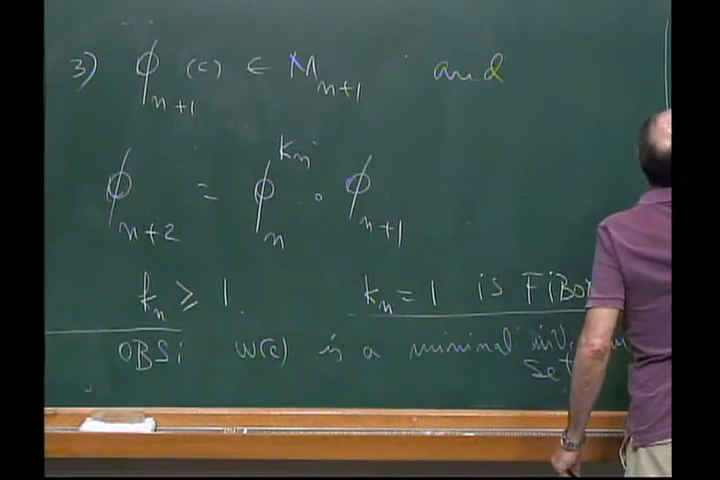 3) ϕ_{n+1} (c) ∈ M_{n+1} and
ϕ_{n+2} = ϕ_n^{k_n} ∘ ϕ_{n+1}
k_n ≥ 1. k_n = 1 is FiBo
OBS: w(c) is a minimal
Set